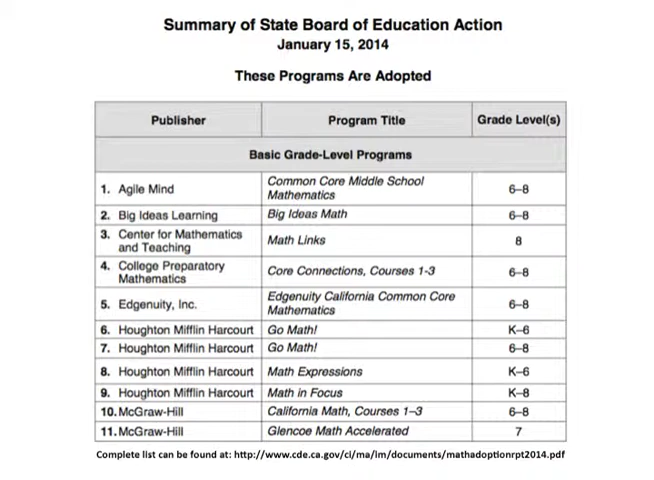 Summary of State Board of Education Action
January 15, 2014
These Programs Are Adopted
Publisher Program Title Grade Level(s)
Basic Grade-Level Programs
1. Agile Mind Common Core Middle School Mathematics 6–8
2. Big Ideas Learning Big Ideas Math 6–8
3. Center for Mathematics and Teaching Math Links 8
4. College Preparatory Mathematics Core Connections, Courses 1-3 6–8
5. Edgenuity, Inc. Edgenuity California Common Core Mathematics 6–8
6. Houghton Mifflin Harcourt Go Math! K–6
7. Houghton Mifflin Harcourt Go Math! 6–8
8. Houghton Mifflin Harcourt Math Expressions K–6
9. Houghton Mifflin Harcourt Math in Focus K–8
10. McGraw-Hill California Math, Courses 1–3 6–8
11. McGraw-Hill Glencoe Math Accelerated 7
Complete list can be found at: http://www.cde.ca.gov/ci/ma/im/documents/mathadoptionrpt2014.pdf